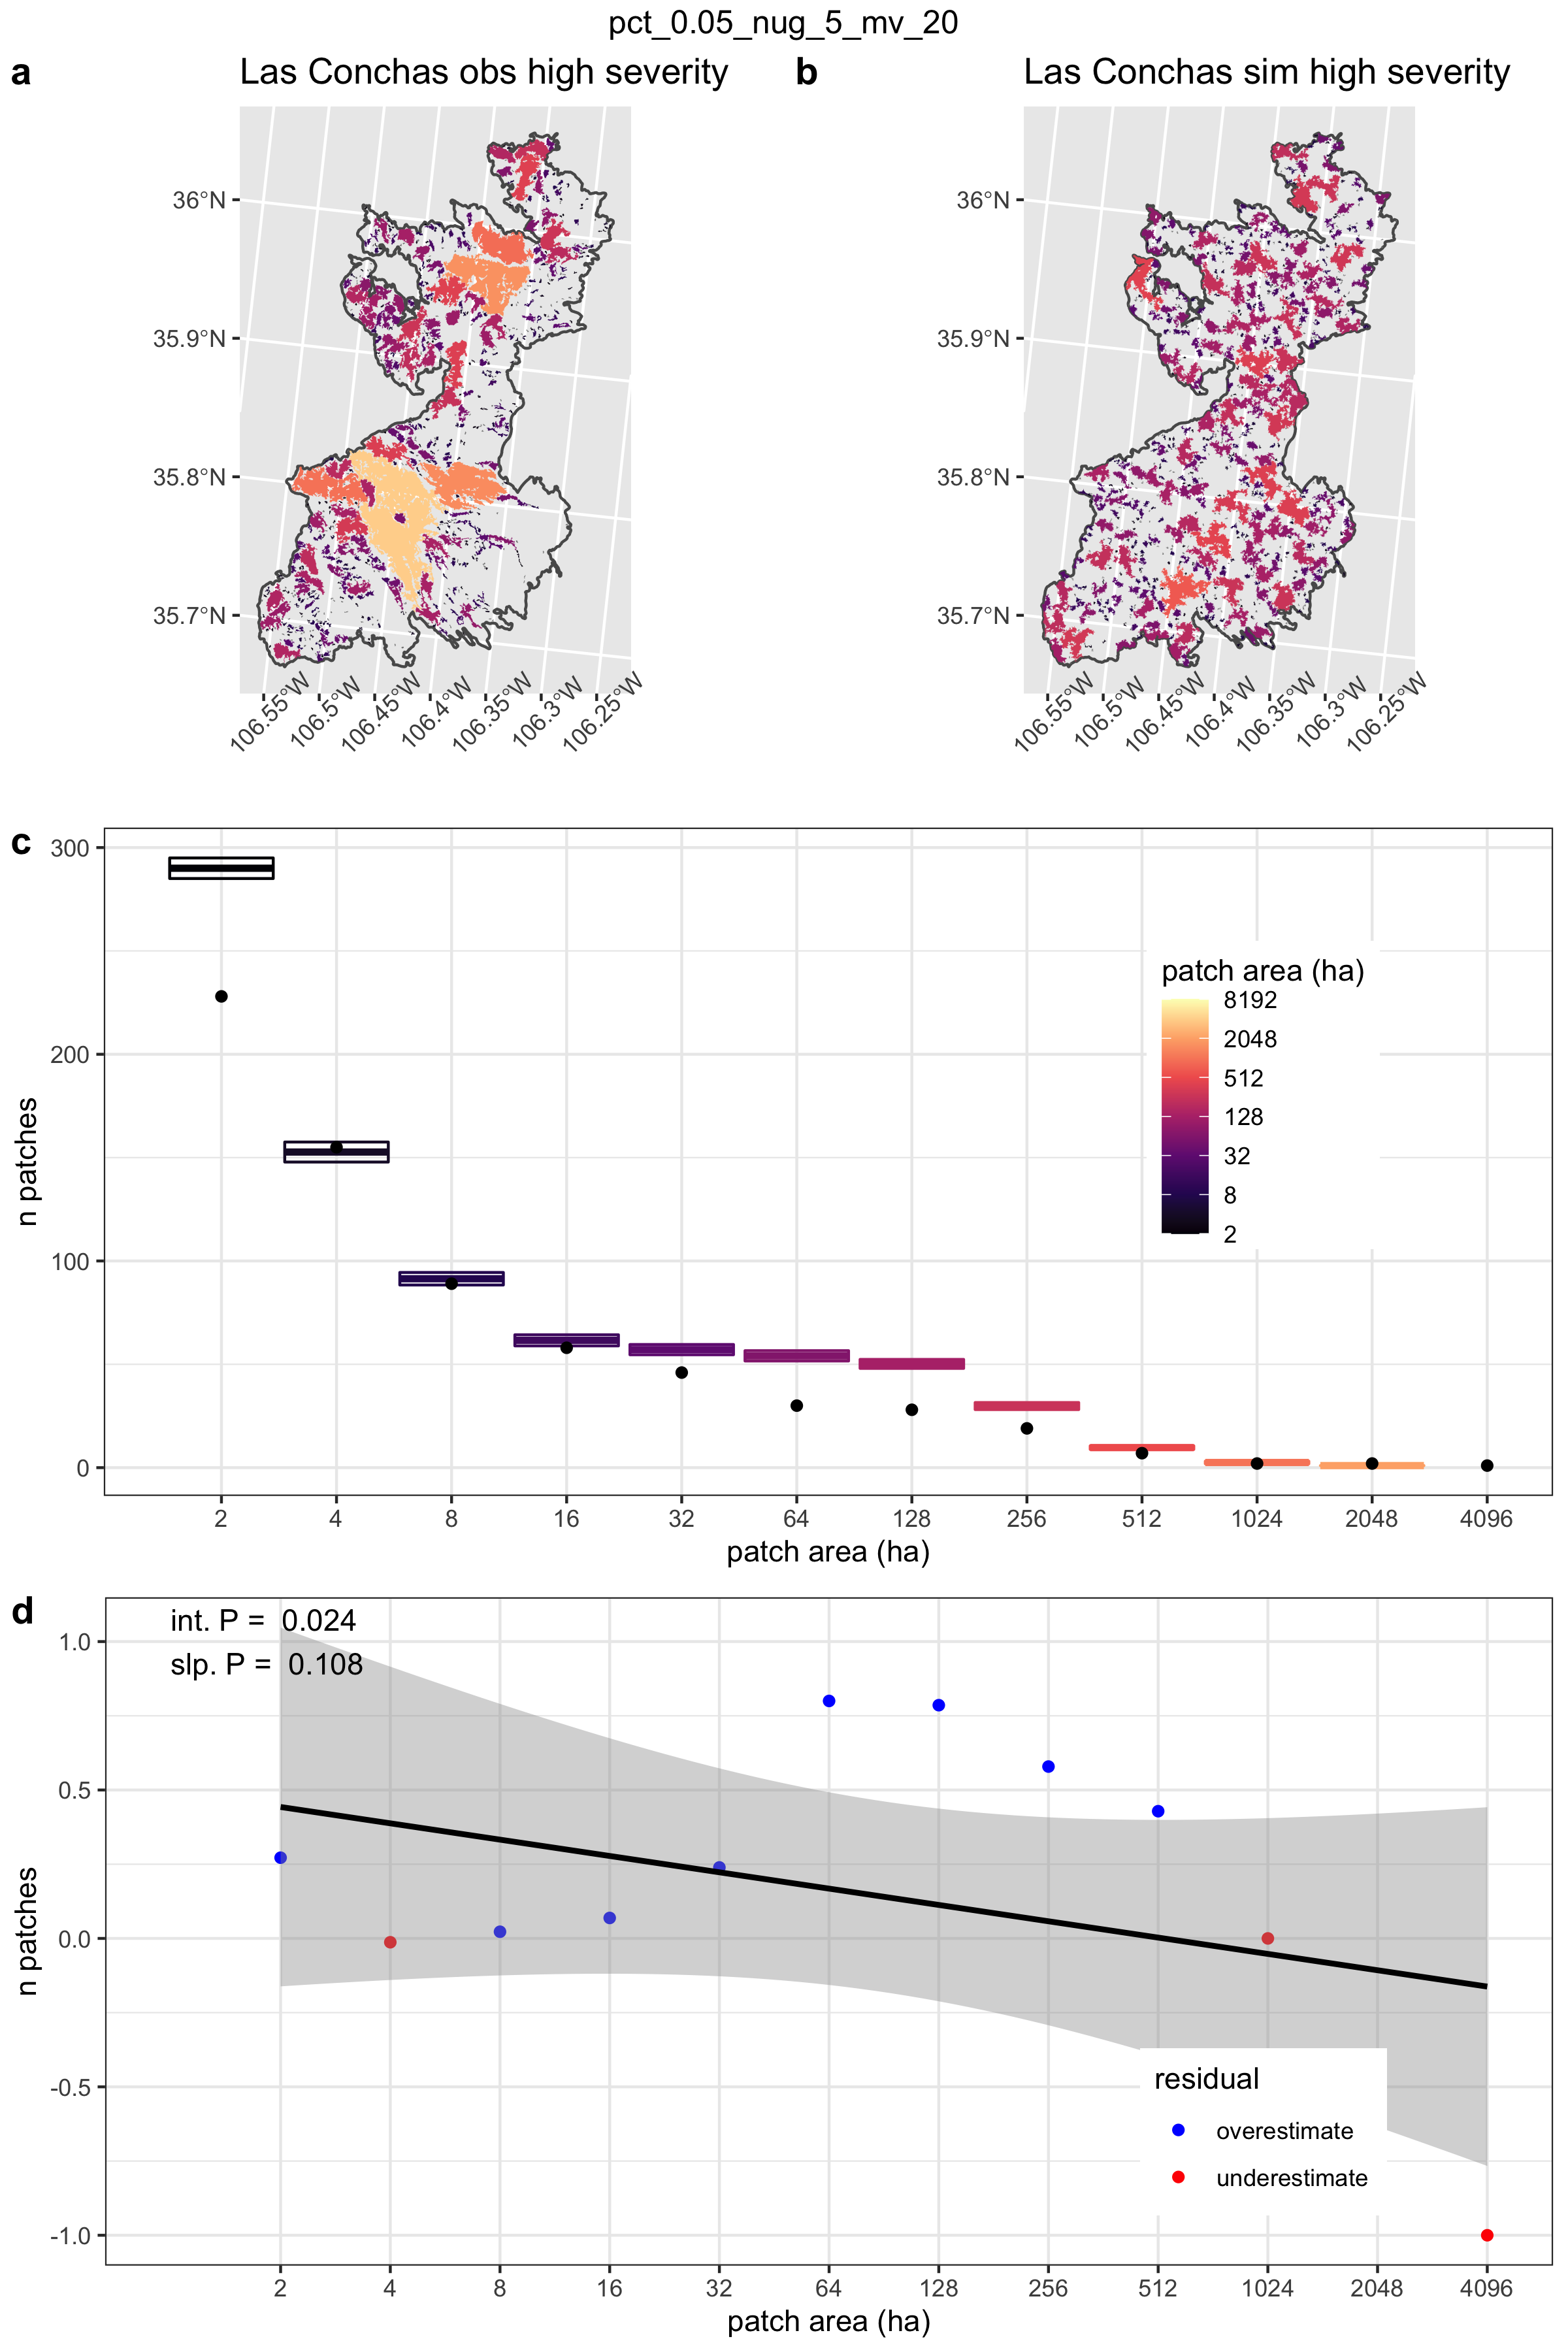 pct_0.05_nug_5_mv_20
a
Las Conchas obs high severity
36°N
35.9°N
35.8°N
35.7°N
106.55°W
106.5°W
106.45°W
106.4°W
106.35°W
106.3°W
106.25°W
b
Las Conchas sim high severity
36°N
35.9°N
35.8°N
35.7°N
106.55°W
106.5°W
106.45°W
106.4°W
106.35°W
106.3°W
106.25°W
c
n patches
300
200
100
0
patch area (ha)
8192
2048
512
128
32
8
2
2 4 8 16 32 64 128 256 512 1024 2048 4096
patch area (ha)
d
int. P = 0.024
slp. P = 0.108
n patches
1.0
0.5
0.0
-0.5
-1.0
residual
overestimate
underestimate
2 4 8 16 32 64 128 256 512 1024 2048 4096
patch area (ha)